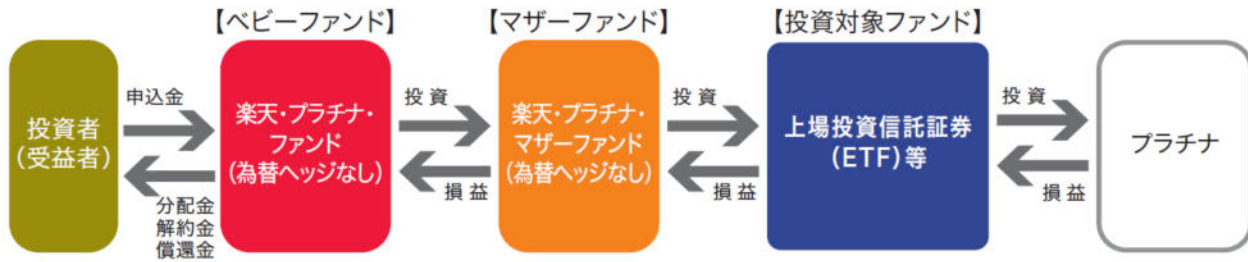 【ベビーファンド】
【マザーファンド】
【投資対象ファンド】
投資者
(受益者)
申込金
分配金
解約金
償還金
楽天・プラチナ・
ファンド
(為替ヘッジなし)
投資
損益
楽天・プラチナ・
マザーファンド
(為替ヘッジなし)
投資
損益
上場投資信託証券
(ETF)等
投資
損益
プラチナ